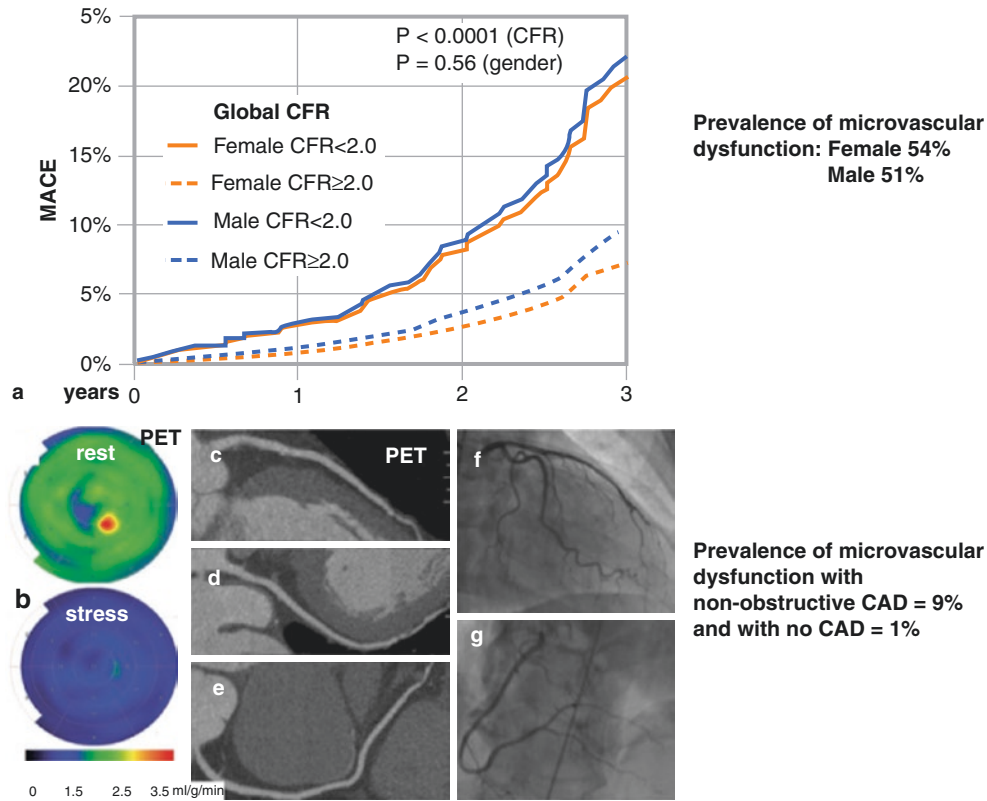 5%
20%
15%
10%
5%
0%
MACE
P < 0.0001 (CFR)
P = 0.56 (gender)
Global CFR
Female CFR<2.0
Female CFR≥2.0
Male CFR<2.0
Male CFR≥2.0
a years 0 1 2 3
Prevalence of microvascular
dysfunction: Female 54%
Male 51%
PET
rest
b
stress
0 1.5 2.5 3.5 ml/g/min
c
PET
d
e
f
g
Prevalence of microvascular
dysfunction with
non-obstructive CAD = 9%
and with no CAD = 1%